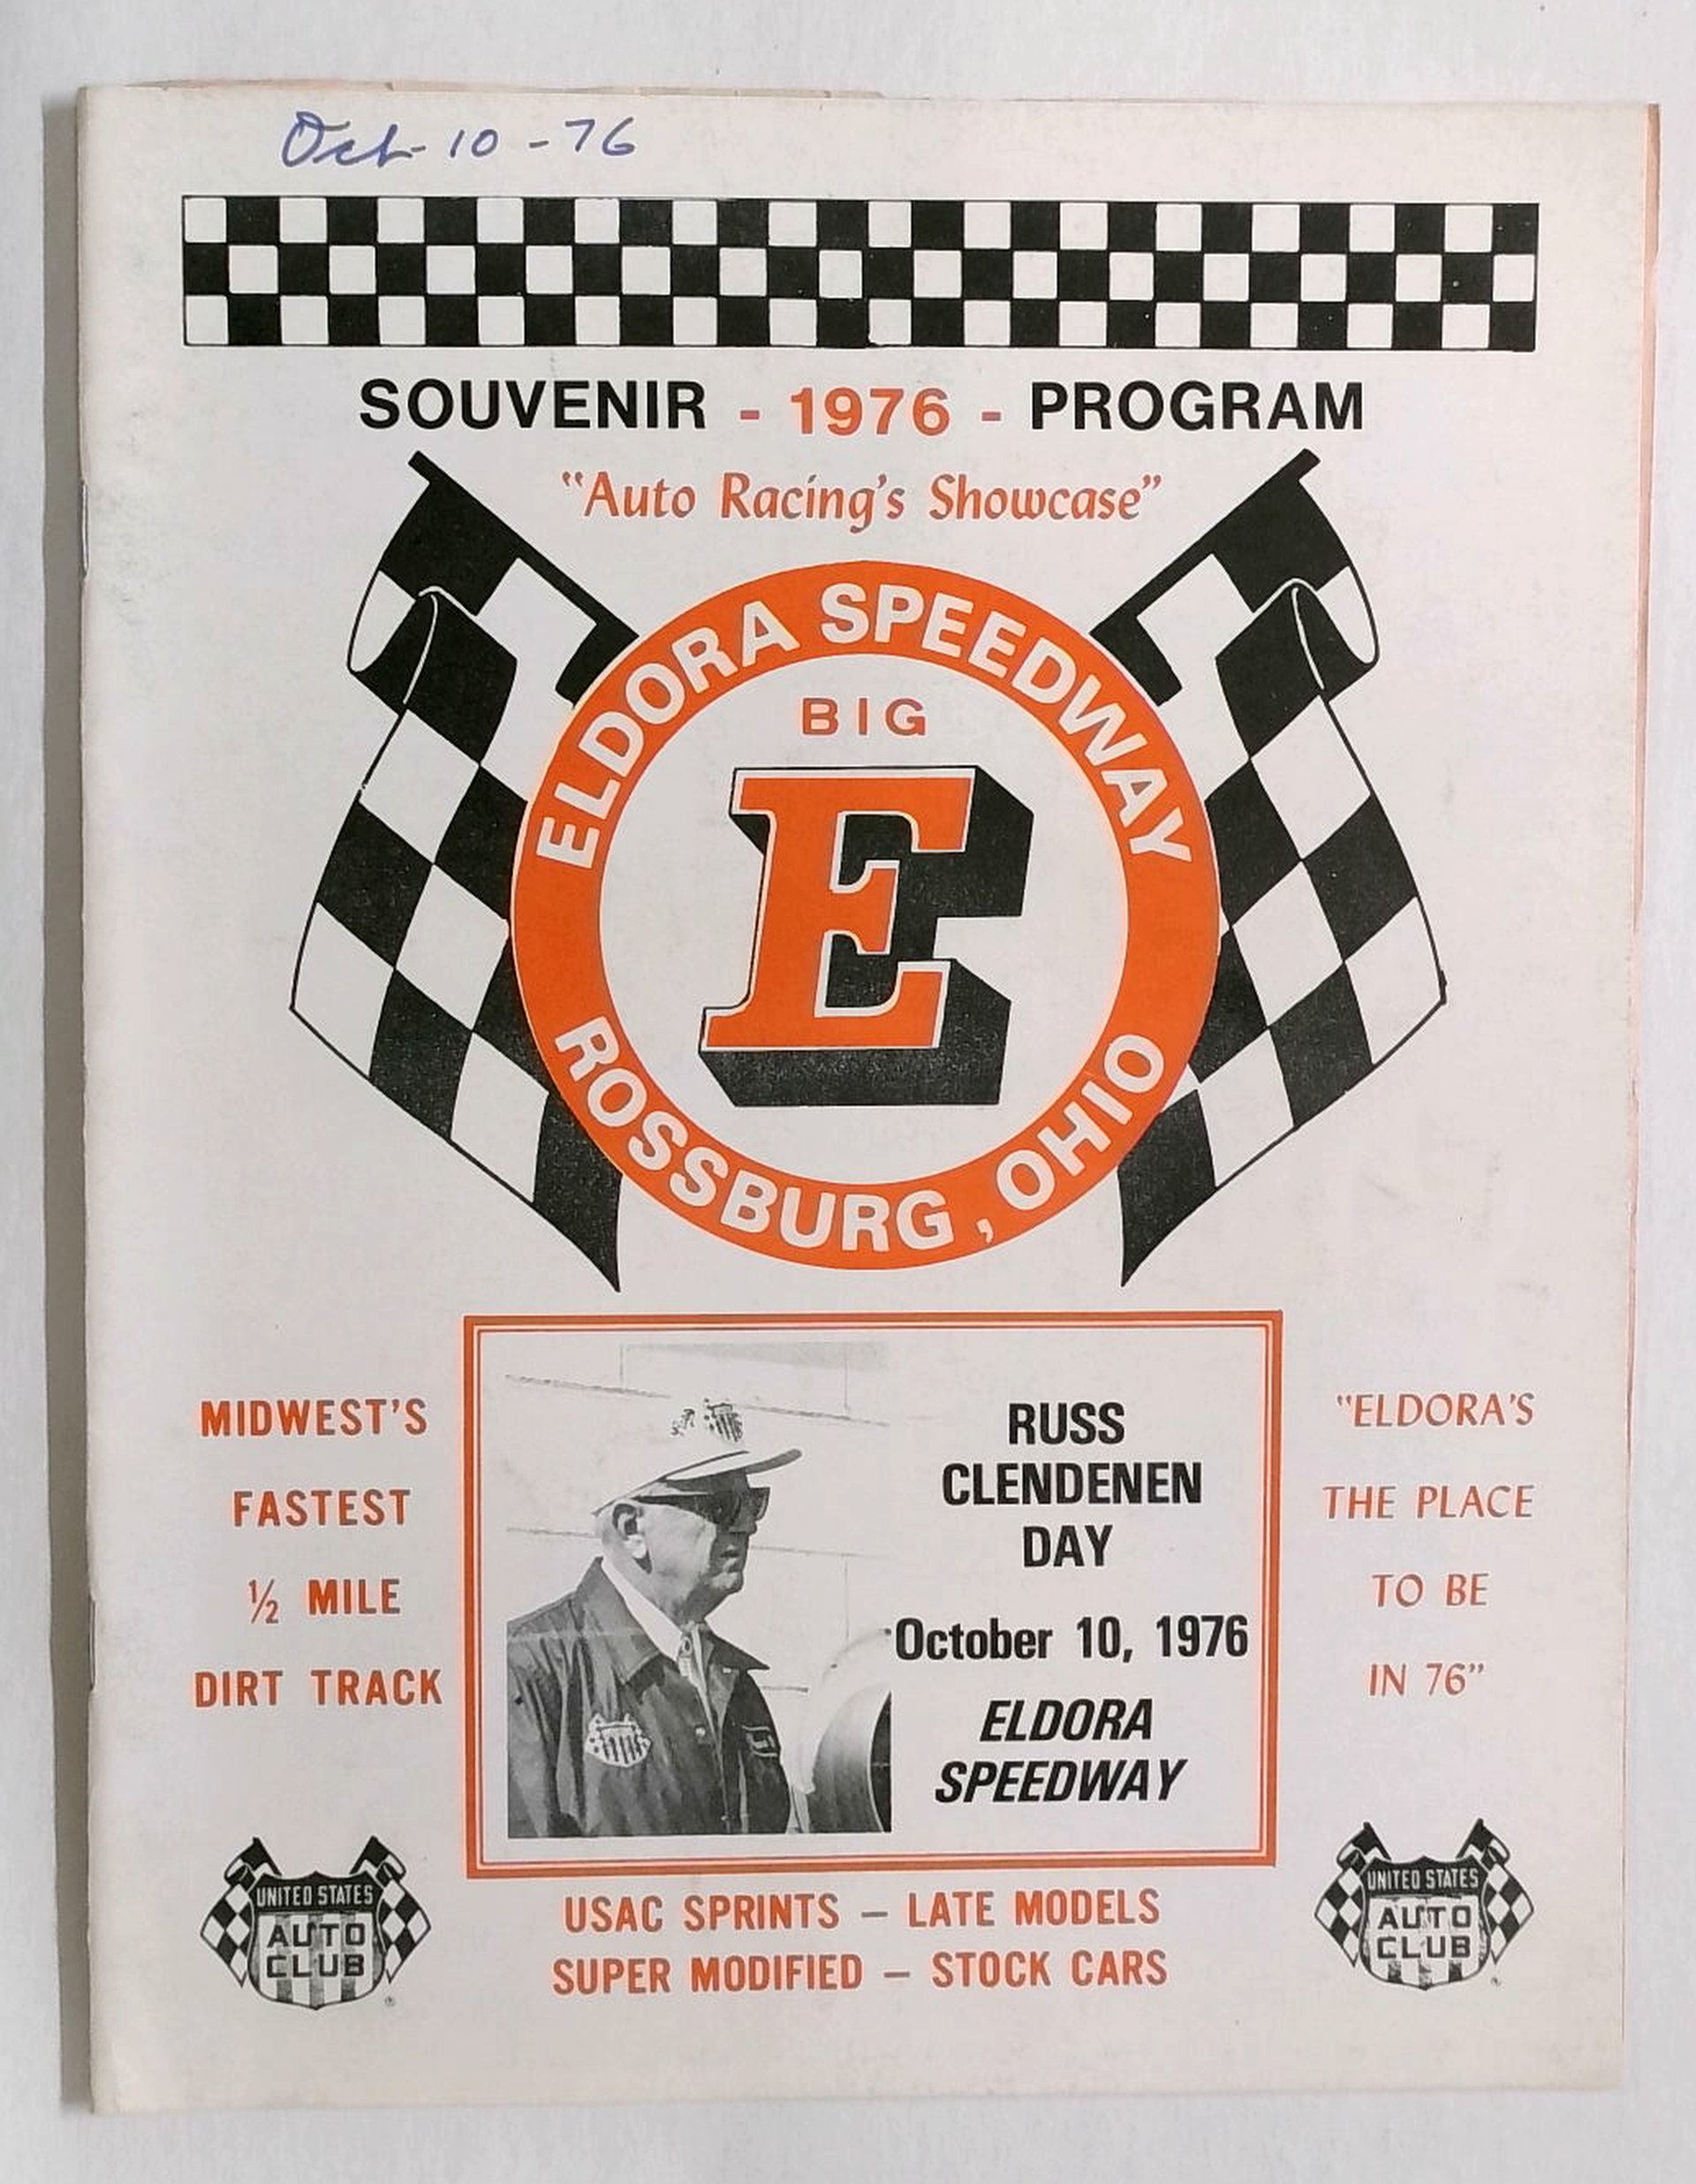 Oct-10-76
SOUVENIR - 1976 - PROGRAM
"Auto Racing's Showcase"
ELDORA SPEEDWAY
BIG
E
ROSSBURG, OHIO
MIDWEST'S
FASTEST
½ MILE
DIRT TRACK
RUSS
CLENDENEN
DAY
October 10, 1976
ELDORA
SPEEDWAY
"ELDORA'S
THE PLACE
TO BE
IN 76"
UNITED STATES
AUTO
CLUB
®
USAC SPRINTS — LATE MODELS
SUPER MODIFIED — STOCK CARS
UNITED STATES
AUTO
CLUB
®